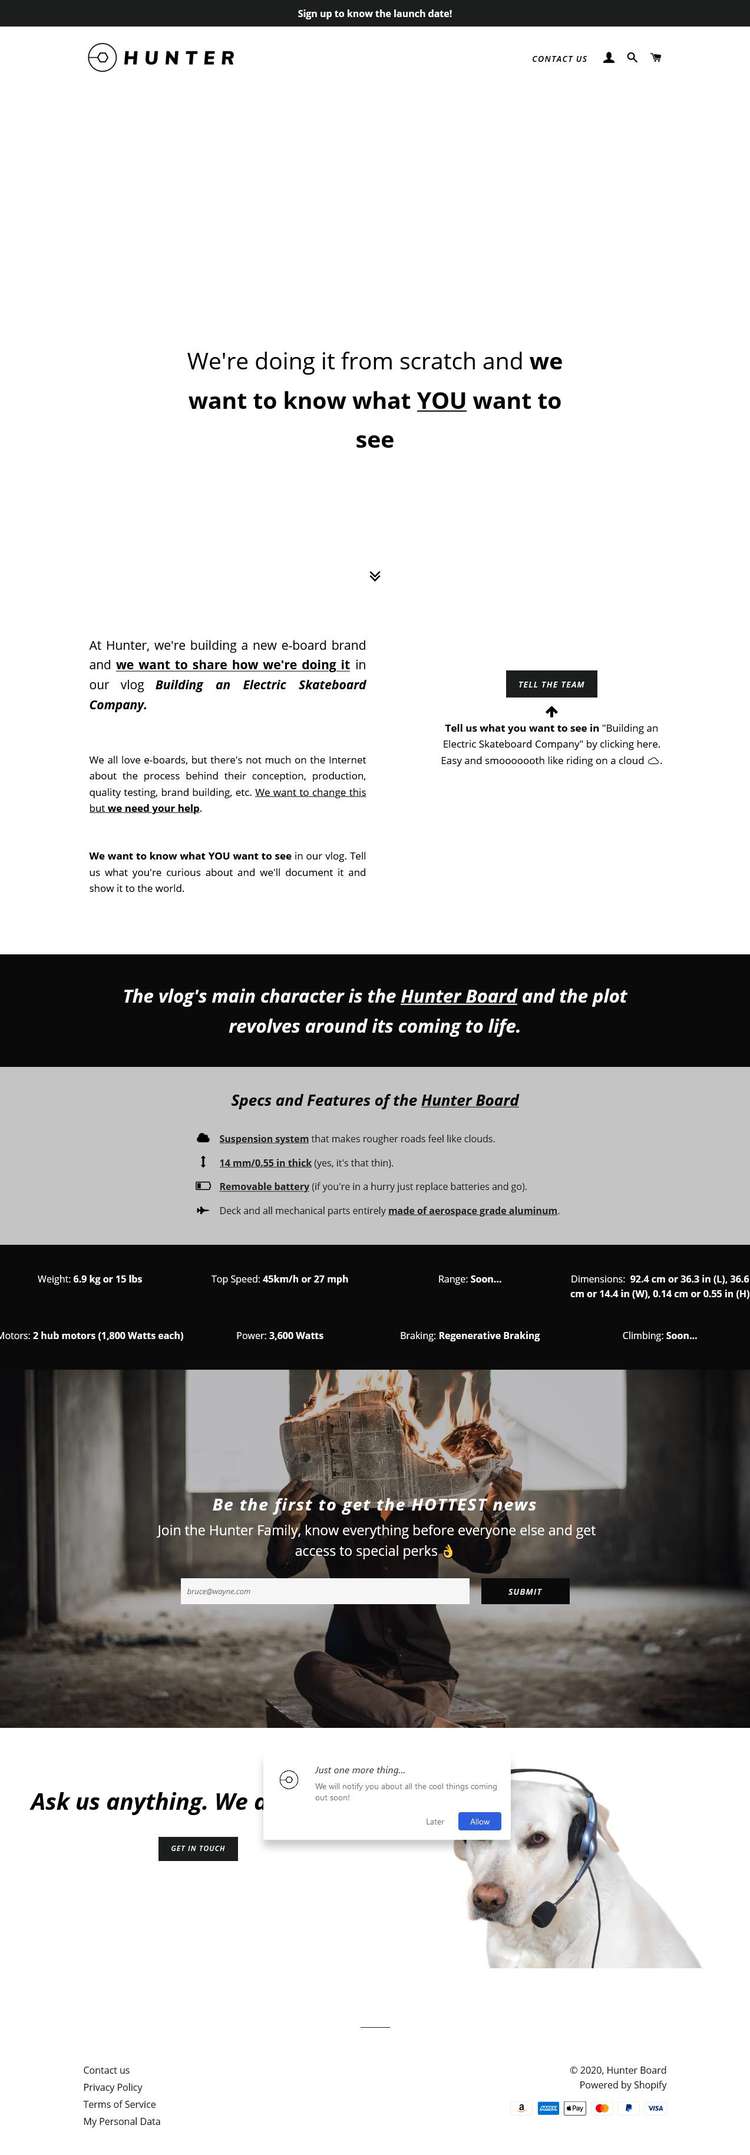 Sign up to know the launch date!
HUNTER
CONTACT US
We're doing it from scratch and we
want to know what YOU want to
see
At Hunter, we're building a new e-board brand
and we want to share how we're doing it in
our vlog Building an Electric Skateboard
Company.
We all love e-boards, but there's not much on the Internet
about the process behind their conception, production,
quality testing, brand building, etc. We want to change this
but we need your help.
We want to know what YOU want to see in our vlog. Tell
us what you're curious about and we'll document it and
show it to the world.
TELL THE TEAM
Tell us what you want to see in "Building an
Electric Skateboard Company" by clicking here.
Easy and smooooooth like riding on a cloud.
The vlog's main character is the Hunter Board and the plot
revolves around its coming to life.
Specs and Features of the Hunter Board
Suspension system that makes rougher roads feel like clouds.
14 mm/0.55 in thick (yes, it's that thin).
Removable battery (if you're in a hurry just replace batteries and go).
Deck and all mechanical parts entirely made of aerospace grade aluminum.
Weight: 6.9 kg or 15 lbs
Top Speed: 45km/h or 27 mph
Range: Soon...
Dimensions: 92.4 cm or 36.3 in (L), 36.6
cm or 14.4 in (W), 0.14 cm or 0.55 in (H)
Motors: 2 hub motors (1,800 Watts each)
Power: 3,600 Watts
Braking: Regenerative Braking
Climbing: Soon...
Be the first to get the HOTTEST news
Join the Hunter Family, know everything before everyone else and get
access to special perks 👌
bruce@wayne.com
SUBMIT
Ask us anything. We
GET IN TOUCH
Just one more thing...
We will notify you about all the cool things coming
out soon!
Later
Allow
Contact us
Privacy Policy
Terms of Service
My Personal Data
© 2020, Hunter Board
Powered by Shopify
a
AMERICAN EXPRESS
Pay
VISA